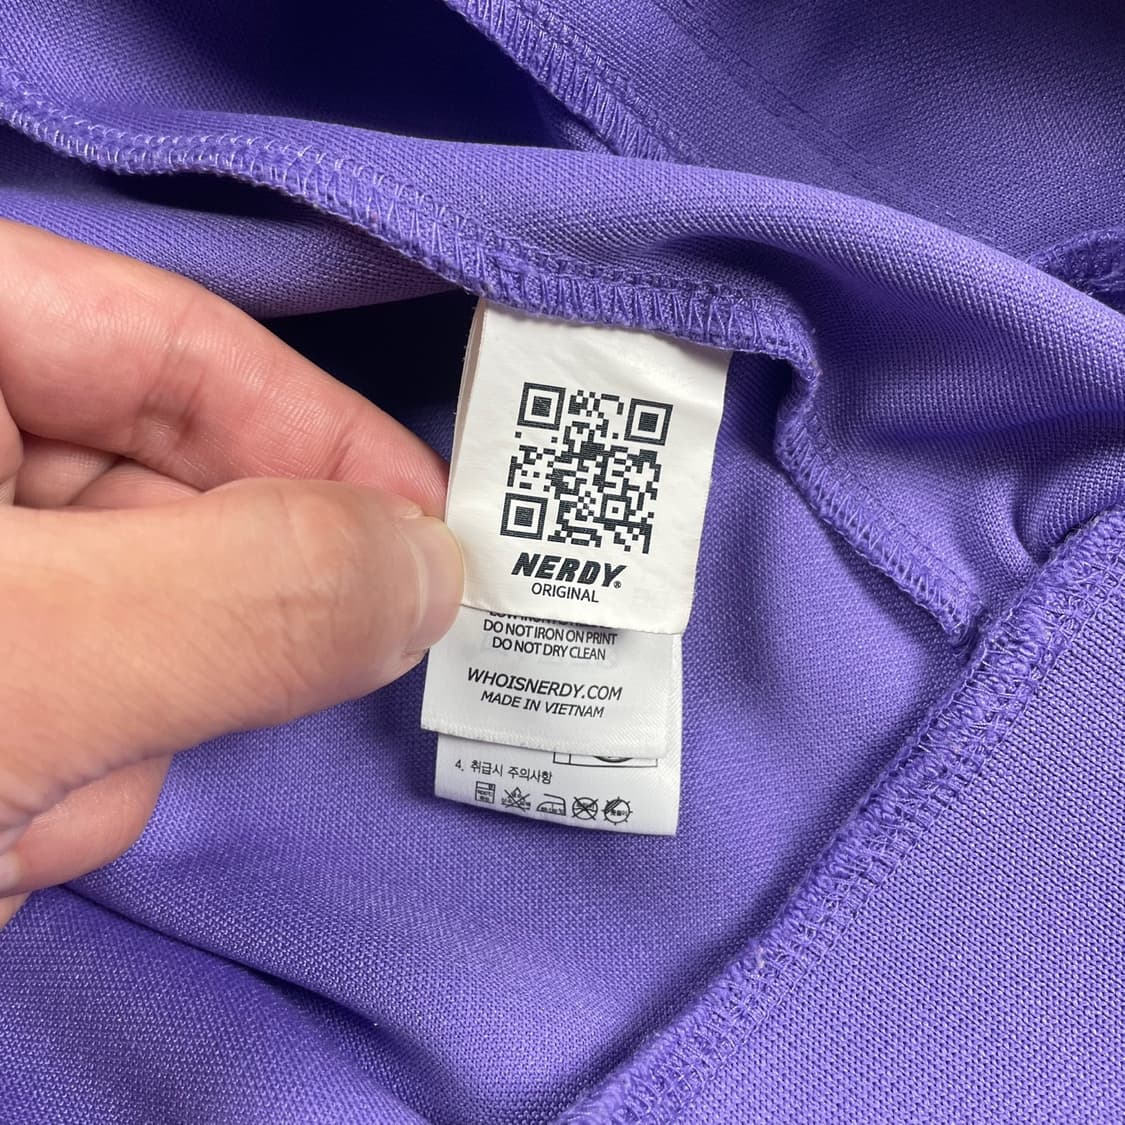 NERDY®
ORIGINAL
DO NOT IRON ON PRINT
DO NOT DRY CLEAN
WHOISNERDY.COM
MADE IN VIETNAM
4. 취급시 주의사항